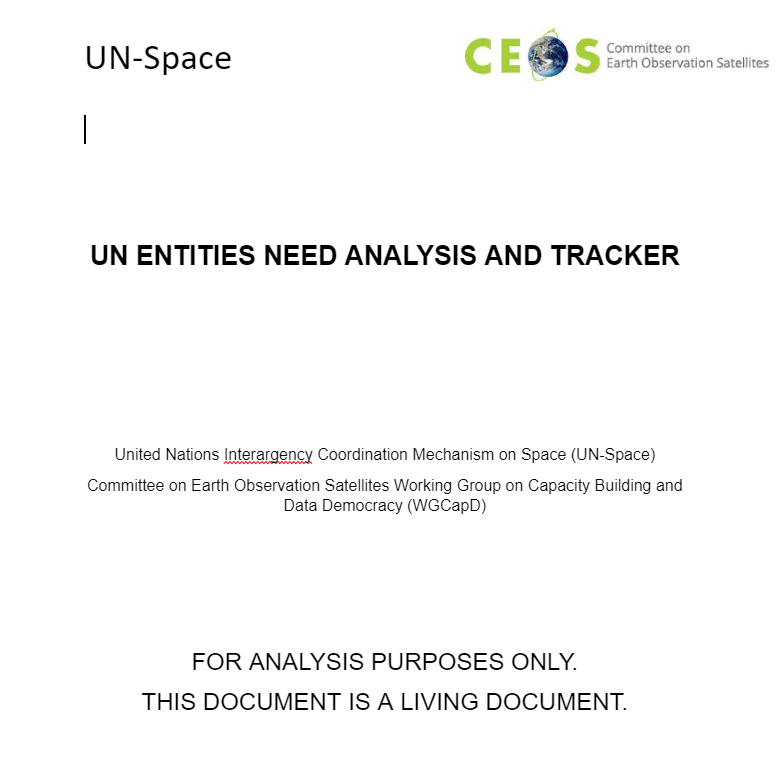 UN-Space
CEOS Committee on
Earth Observation Satellites
UN ENTITIES NEED ANALYSIS AND TRACKER
United Nations Interargency Coordination Mechanism on Space (UN-Space)
Committee on Earth Observation Satellites Working Group on Capacity Building and
Data Democracy (WGCapD)
FOR ANALYSIS PURPOSES ONLY.
THIS DOCUMENT IS A LIVING DOCUMENT.